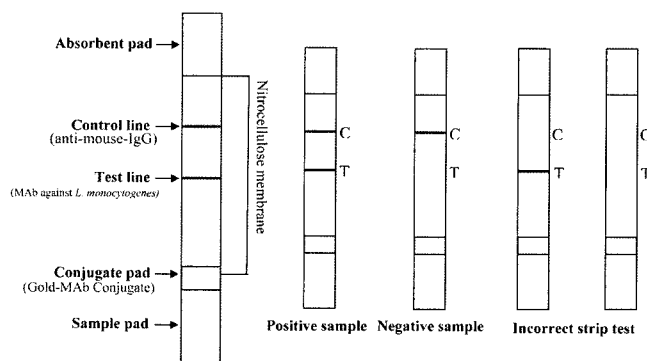 Absorbent pad
Control line
(anti-mouse-IgG)
Test line
(MAb against L. monocytogenes)
Conjugate pad
(Gold-MAb Conjugate)
Sample pad
Nitrocellulose membrane
C
T
C
T
C
T
C
T
Positive sample
Negative sample
Incorrect strip test